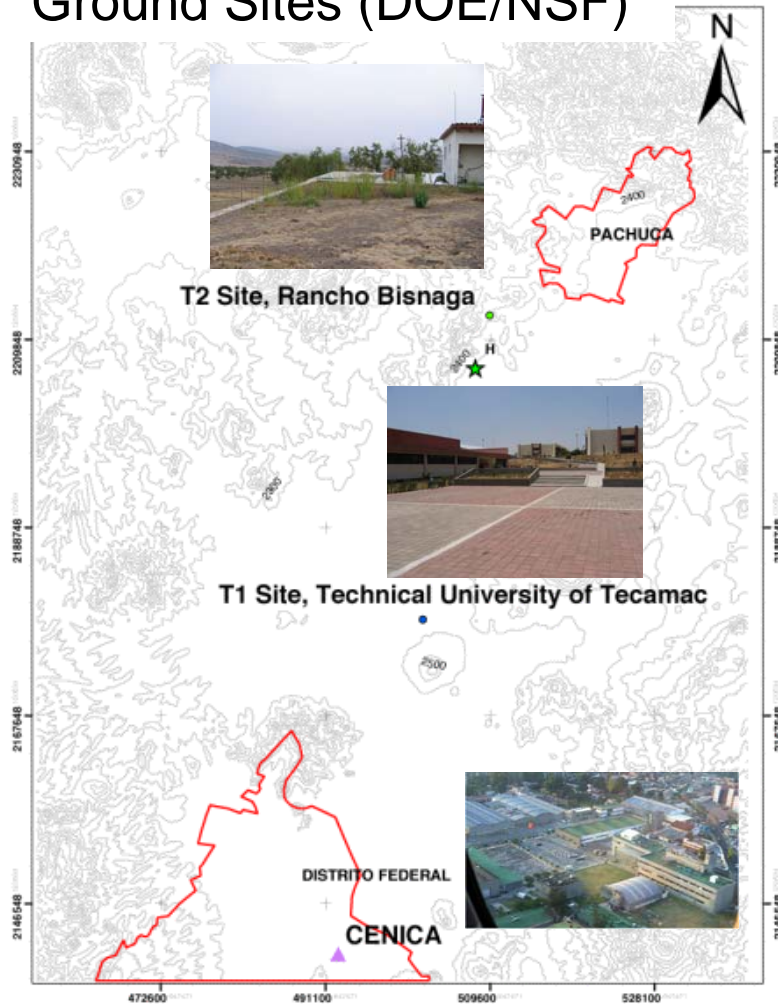 Ground Sites (DOE/NSF)
N
2230948
2400
PACHUCA
T2 Site, Rancho Bisnaga
2209848
H
2400
2300
2188748
T1 Site, Technical University of Tecamac
2500
2167648
DISTRITO FEDERAL
2146548
CENICA
472600 491100 509600 528100